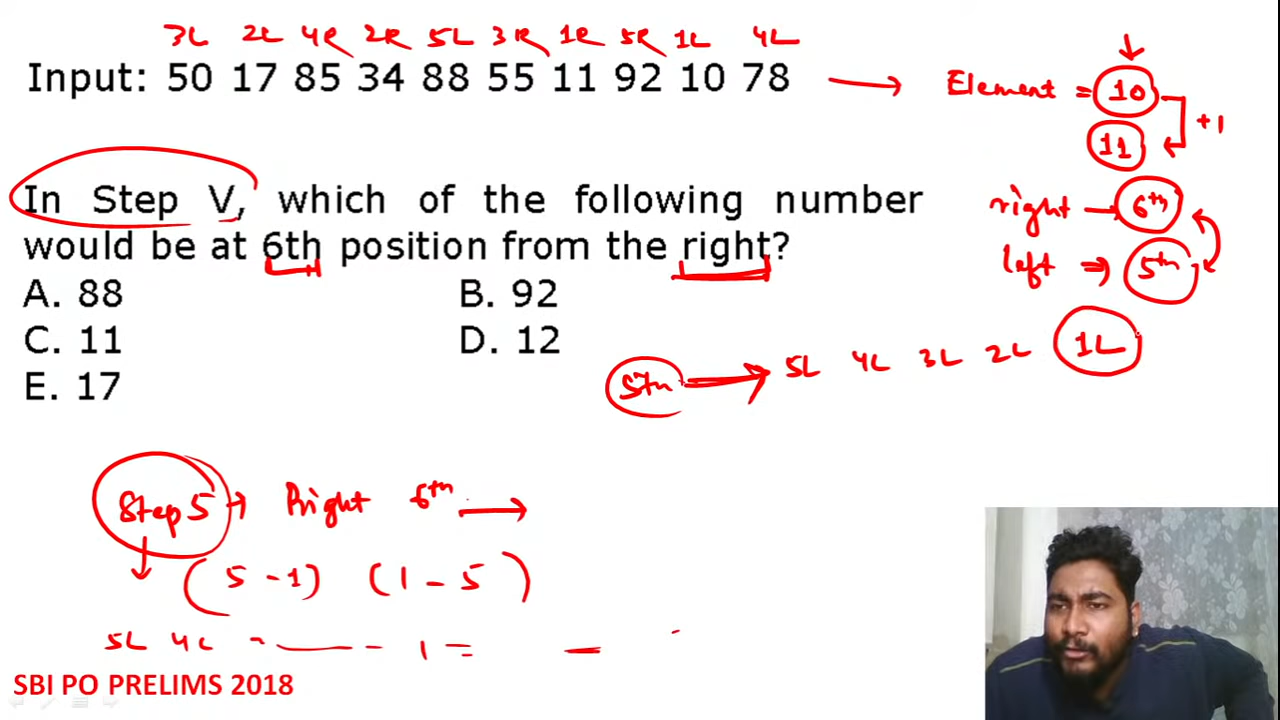 3L 2L 4R 2R 5L 3R 1R 5R 1L 4L
Input: 50 17 85 34 88 55 11 92 10 78
Element = 10
11 +1
In Step V, which of the following number
would be at 6th position from the right?
right — 6th
left ⇒ 5th
A. 88 B. 92
C. 11 D. 12
E. 17
5th → 5L 4L 3L 2L 1L
Step 5 → Right 6th →
(5 - 1) (1 - 5)
5L 4L - — - 1 = —
SBI PO PRELIMS 2018